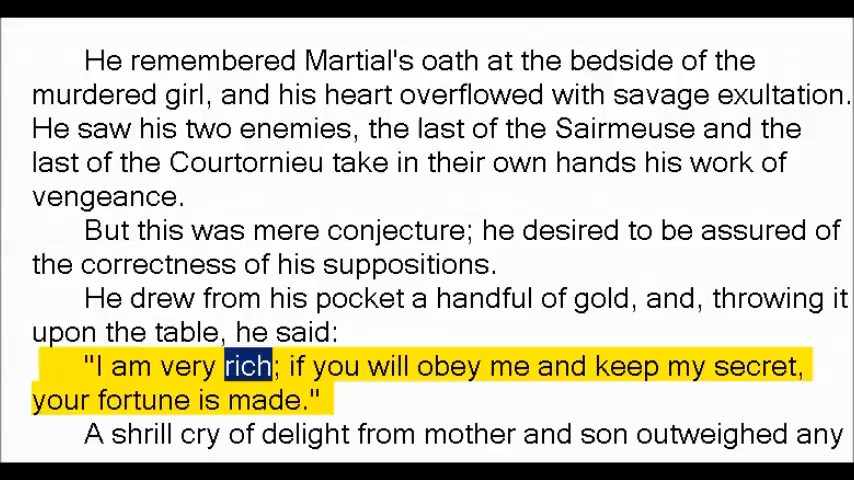 He remembered Martial's oath at the bedside of the
murdered girl, and his heart overflowed with savage exultation.
He saw his two enemies, the last of the Sairmeuse and the
last of the Courtornieu take in their own hands his work of
vengeance.
But this was mere conjecture; he desired to be assured of
the correctness of his suppositions.
He drew from his pocket a handful of gold, and, throwing it
upon the table, he said:
"I am very rich; if you will obey me and keep my secret,
your fortune is made."
A shrill cry of delight from mother and son outweighed any